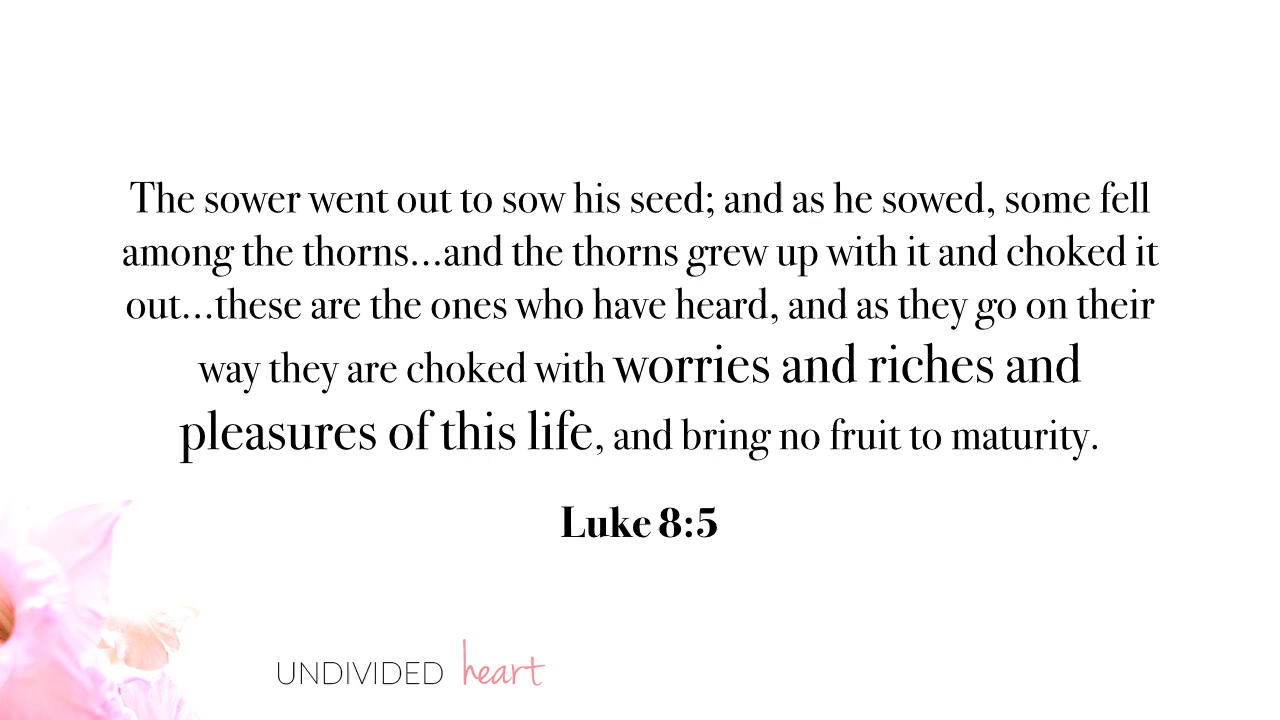 The sower went out to sow his seed; and as he sowed, some fell
among the thorns...and the thorns grew up with it and choked it
out...these are the ones who have heard, and as they go on their
way they are choked with worries and riches and
pleasures of this life, and bring no fruit to maturity.
Luke 8:5
UNDIVIDED heart